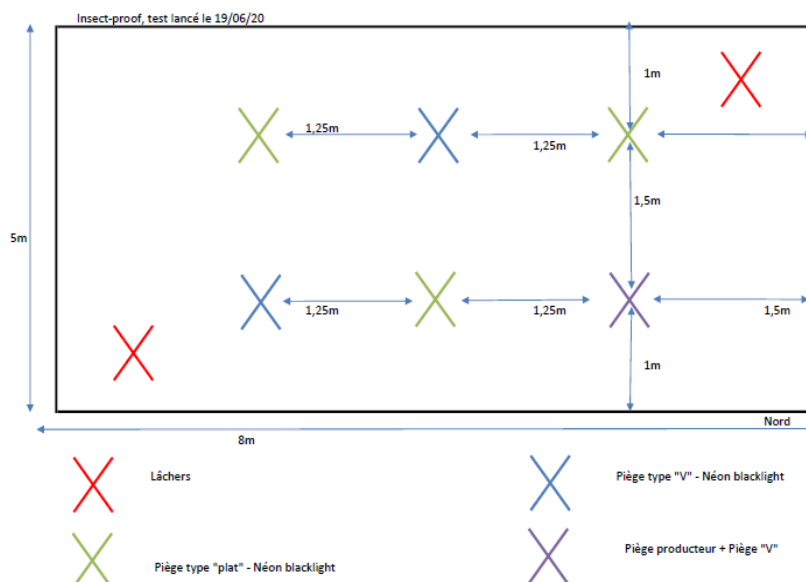 Insect-proof, test lancé le 19/06/20
1m
1,25m
1,25m
1,5m
5m
1,25m
1,25m
1,5m
1m
Nord
8m
Lâchers
Piège type "V" - Néon blacklight
Piège type "plat" - Néon blacklight
Piège producteur + Piège "V"